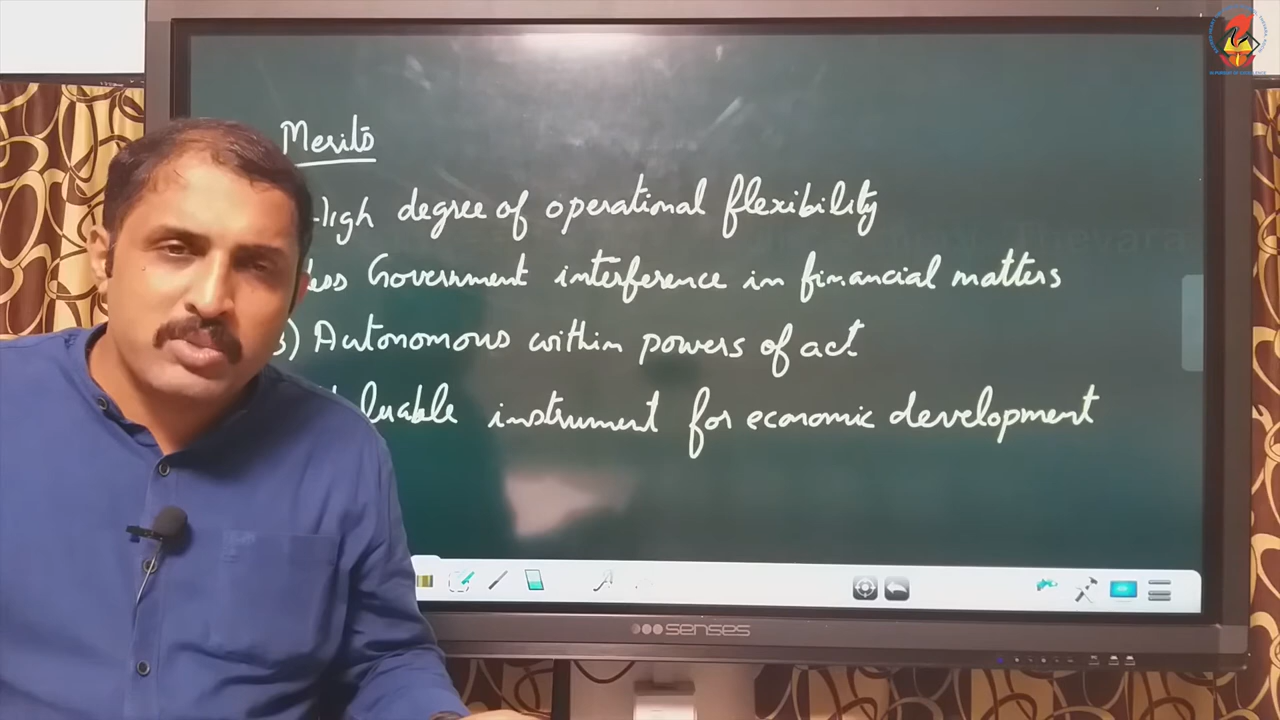 Merits
High degree of operational flexibility
Less Government interference in financial matters
3) Autonomous within powers of act
instrument for economic development
senses